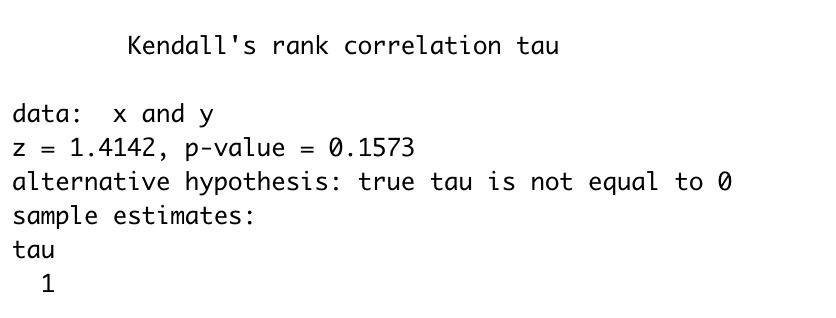 Kendall's rank correlation tau
data:  x and y
z = 1.4142, p-value = 0.1573
alternative hypothesis: true tau is not equal to 0
sample estimates:
tau
1